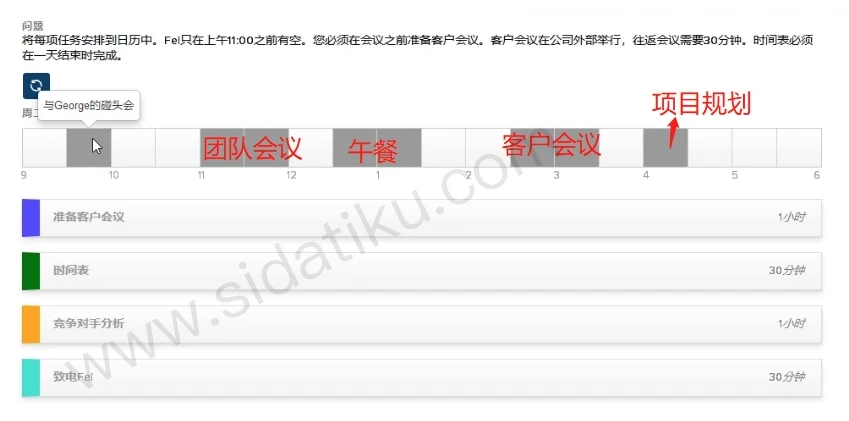 问题
将每项任务安排到日历中。Fei只在上午11:00之前有空。您必须在会议之前准备客户会议。客户会议在公司外部举行，往返会议需要30分钟。时间表必须
在一天结束时完成。
与George的碰头会
周二
项目规划
团队会议 午餐 客户会议
9 10 11 12 1 2 3 4 5 6
准备客户会议 1小时
时间表 30分钟
竞争对手分析 1小时
致电Fei 30分钟
www.sidatiku.com